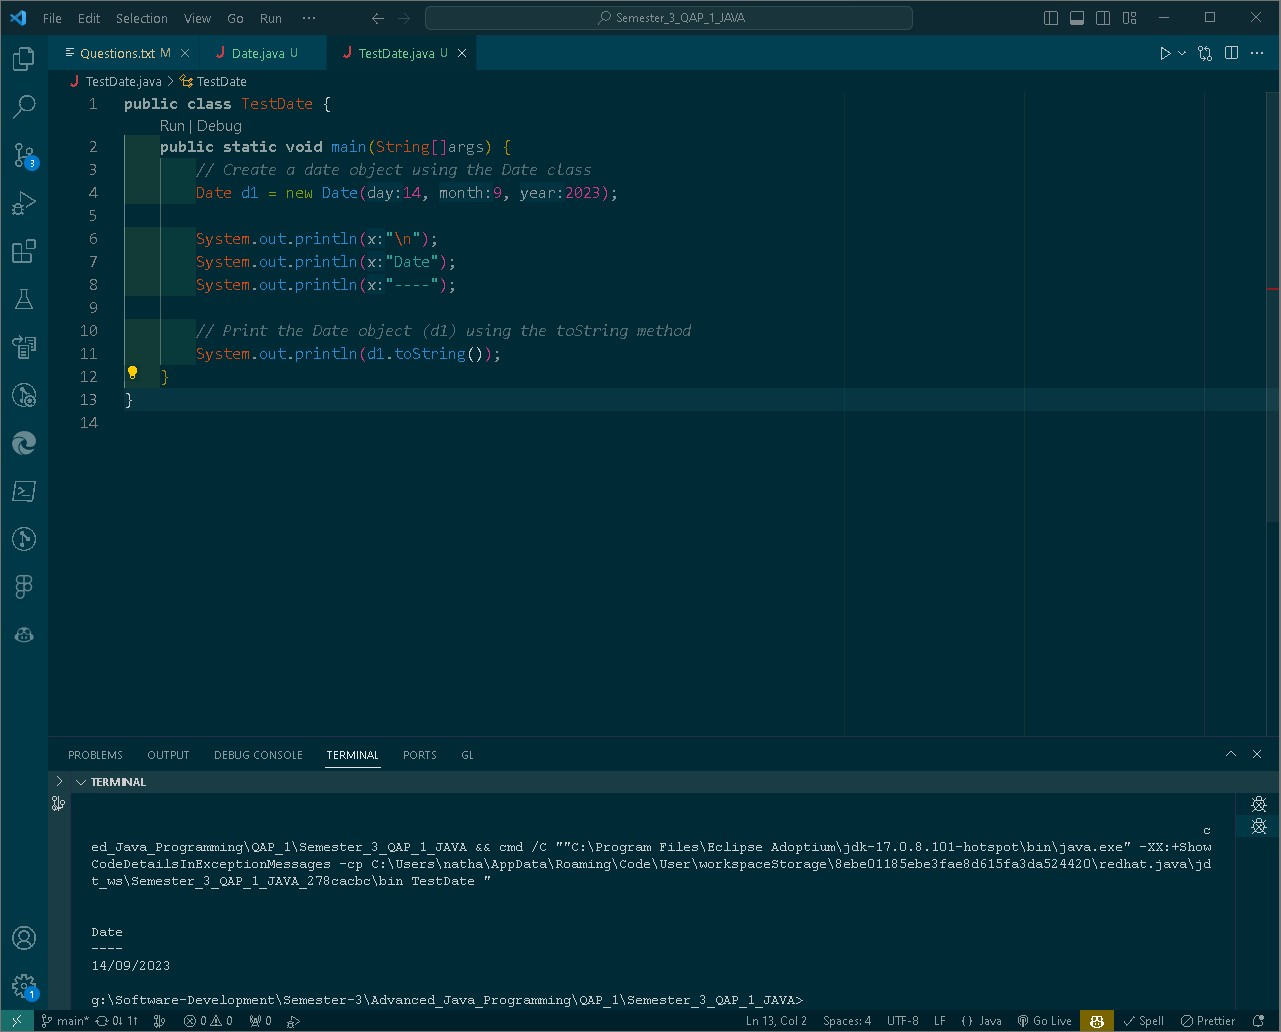 File Edit Selection View Go Run ··· Semester_3_QAP_1_JAVA
Questions.txt M Date.java U TestDate.java U
TestDate.java > TestDate
1 public class TestDate {
Run | Debug
2 public static void main(String[]args) {
3 // Create a date object using the Date class
4 Date d1 = new Date(day:14, month:9, year:2023);
5
6 System.out.println(x:"\n");
7 System.out.println(x:"Date");
8 System.out.println(x:"----");
9
10 // Print the Date object (d1) using the toString method
11 System.out.println(d1.toString());
12 }
13 }
14
3
PROBLEMS OUTPUT DEBUG CONSOLE TERMINAL PORTS GL
TERMINAL
c
ed_Java_Programming\QAP_1\Semester_3_QAP_1_JAVA && cmd /C ""C:\Program Files\Eclipse Adoptium\jdk-17.0.8.101-hotspot\bin\java.exe" -XX:+Show
CodeDetailsInExceptionMessages -cp C:\Users\natha\AppData\Roaming\Code\User\workspaceStorage\8ebe01185ebe3fae8d615fa3da524420\redhat.java\jd
t_ws\Semester_3_QAP_1_JAVA_278cacbc\bin TestDate "
Date
----
14/09/2023
g:\Software-Development\Semester-3\Advanced_Java_Programming\QAP_1\Semester_3_QAP_1_JAVA>
1
main* 0↓ 1↑ 0 0 0 Ln 13, Col 2 Spaces: 4 UTF-8 LF {} Java Go Live Spell Prettier